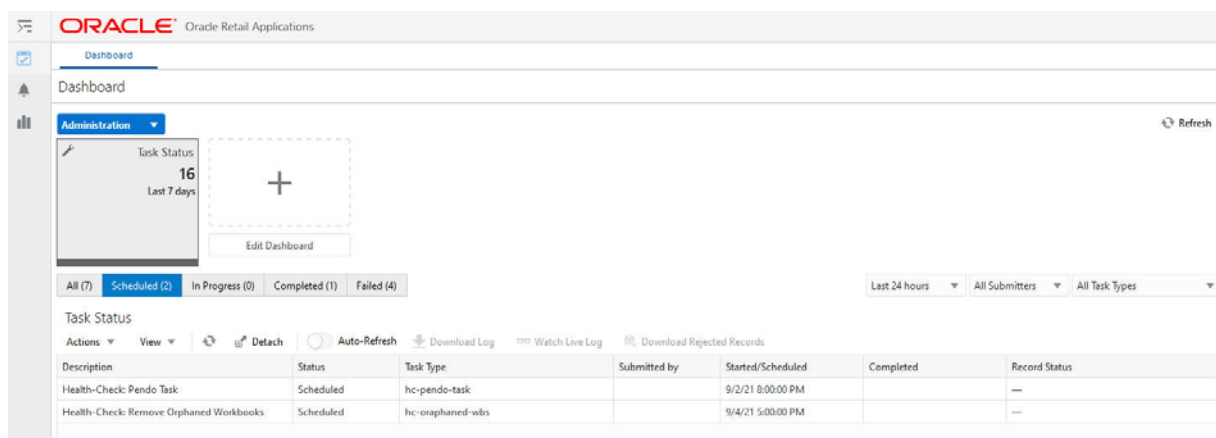 ORACLE Oracle Retail Applications
Dashboard
Dashboard
Administration
Refresh
Task Status
16
Last 7 days
Edit Dashboard
All (7) Scheduled (2) In Progress (0) Completed (1) Failed (4) Last 24 hours All Submitters All Task Types
Task Status
Actions View Detach Auto-Refresh Download Log Watch Live Log Download Rejected Records
Description Status Task Type Submitted by Started/Scheduled Completed Record Status
Health-Check: Pendo Task Scheduled hc-pendo-task 9/2/21 8:00:00 PM —
Health-Check: Remove Orphaned Workbooks Scheduled hc-oraphaned-wbs 9/4/21 5:00:00 PM —